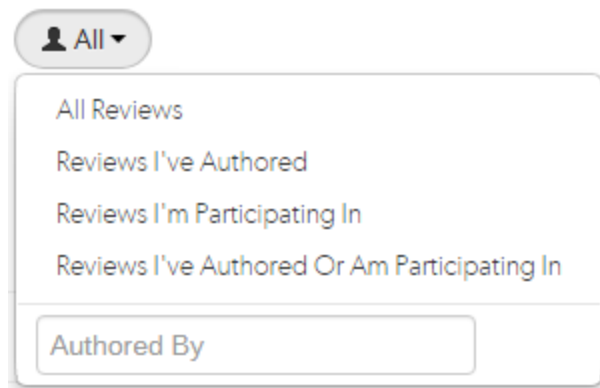 All
All Reviews
Reviews I've Authored
Reviews I'm Participating In
Reviews I've Authored Or Am Participating In
Authored By